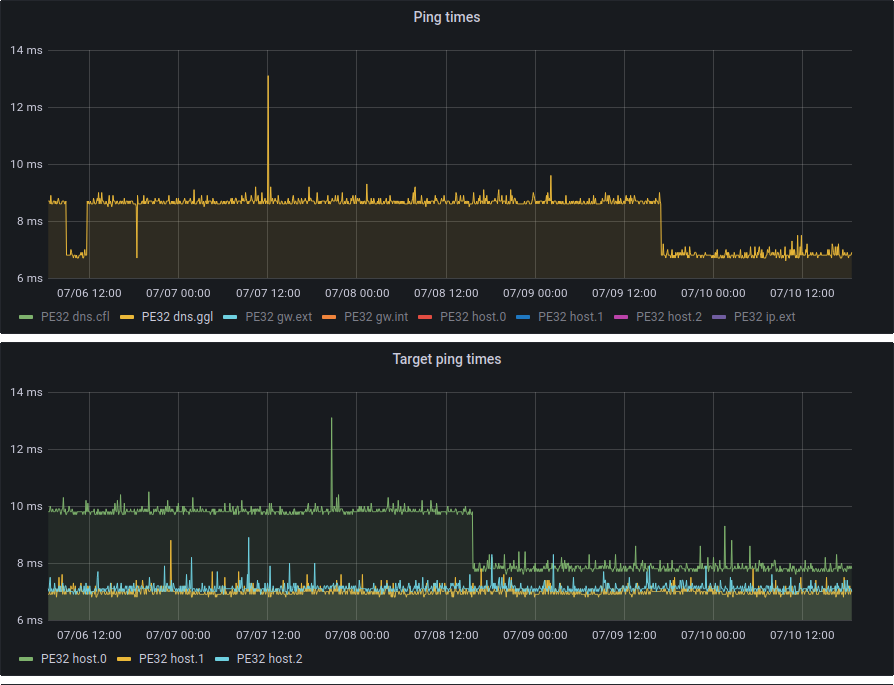 Ping times
14 ms
12 ms
10 ms
8 ms
6 ms
07/06 12:00 07/07 00:00 07/07 12:00 07/08 00:00 07/08 12:00 07/09 00:00 07/09 12:00 07/10 00:00 07/10 12:00
PE32 dns.cfl PE32 dns.ggl PE32 gw.ext PE32 gw.int PE32 host.0 PE32 host.1 PE32 host.2 PE32 ip.ext
Target ping times
14 ms
12 ms
10 ms
8 ms
6 ms
07/06 12:00 07/07 00:00 07/07 12:00 07/08 00:00 07/08 12:00 07/09 00:00 07/09 12:00 07/10 00:00 07/10 12:00
PE32 host.0 PE32 host.1 PE32 host.2